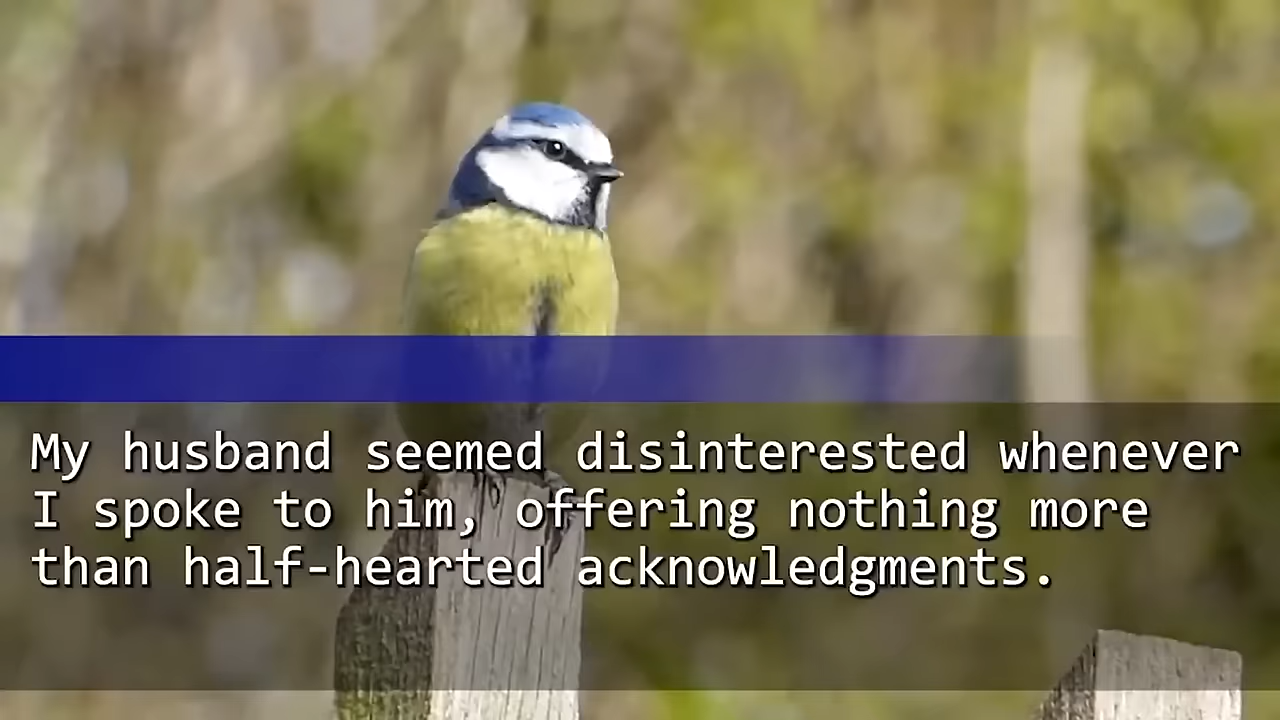 My husband seemed disinterested whenever
I spoke to him, offering nothing more
than half-hearted acknowledgments.